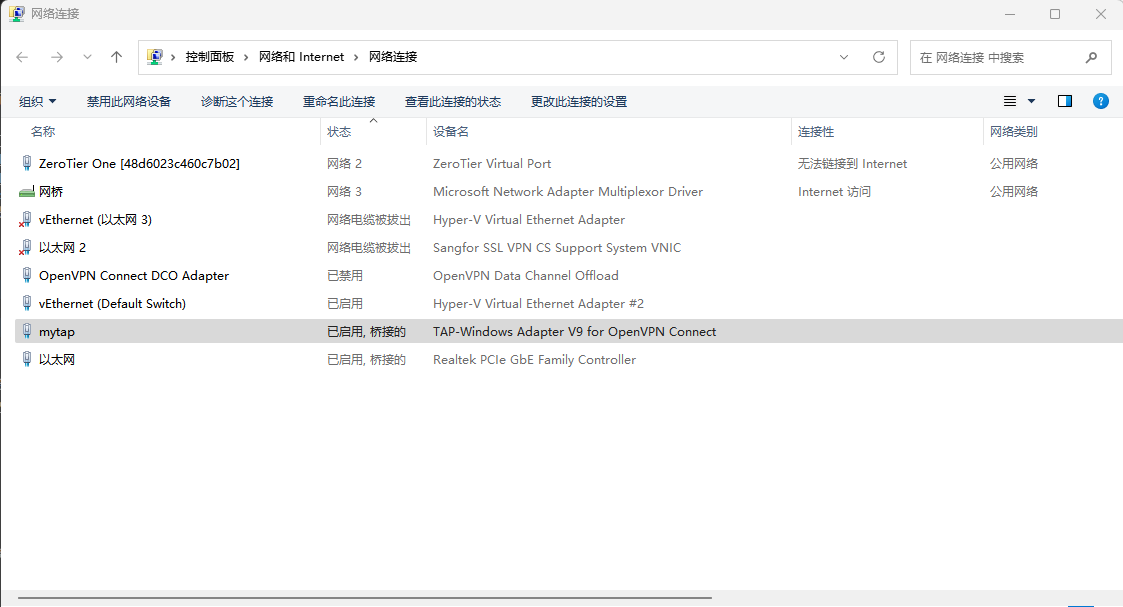 网络连接
控制面板 网络和 Internet 网络连接 在 网络连接 中搜索
组织 禁用此网络设备 诊断这个连接 重命名此连接 查看此连接的状态 更改此连接的设置
名称 状态 设备名 连接性 网络类别
ZeroTier One [48d6023c460c7b02] 网络 2 ZeroTier Virtual Port 无法链接到 Internet 公用网络
网桥 网络 3 Microsoft Network Adapter Multiplexor Driver Internet 访问 公用网络
vEthernet (以太网 3) 网络电缆被拔出 Hyper-V Virtual Ethernet Adapter
以太网 2 网络电缆被拔出 Sangfor SSL VPN CS Support System VNIC
OpenVPN Connect DCO Adapter 已禁用 OpenVPN Data Channel Offload
vEthernet (Default Switch) 已启用 Hyper-V Virtual Ethernet Adapter #2
mytap 已启用, 桥接的 TAP-Windows Adapter V9 for OpenVPN Connect
以太网 已启用, 桥接的 Realtek PCIe GbE Family Controller